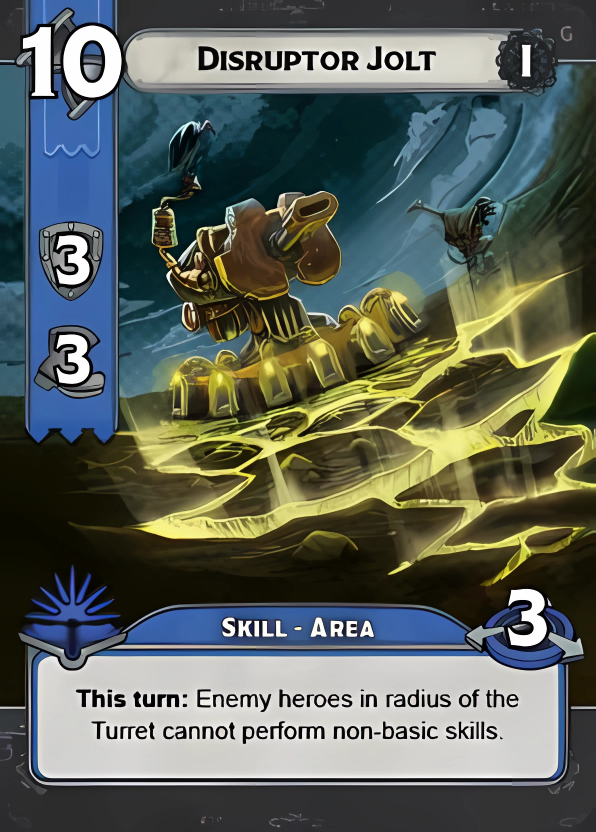 10
DISRUPTOR JOLT
I
G
3
3
SKILL - AREA
3
This turn: Enemy heroes in radius of the
Turret cannot perform non-basic skills.